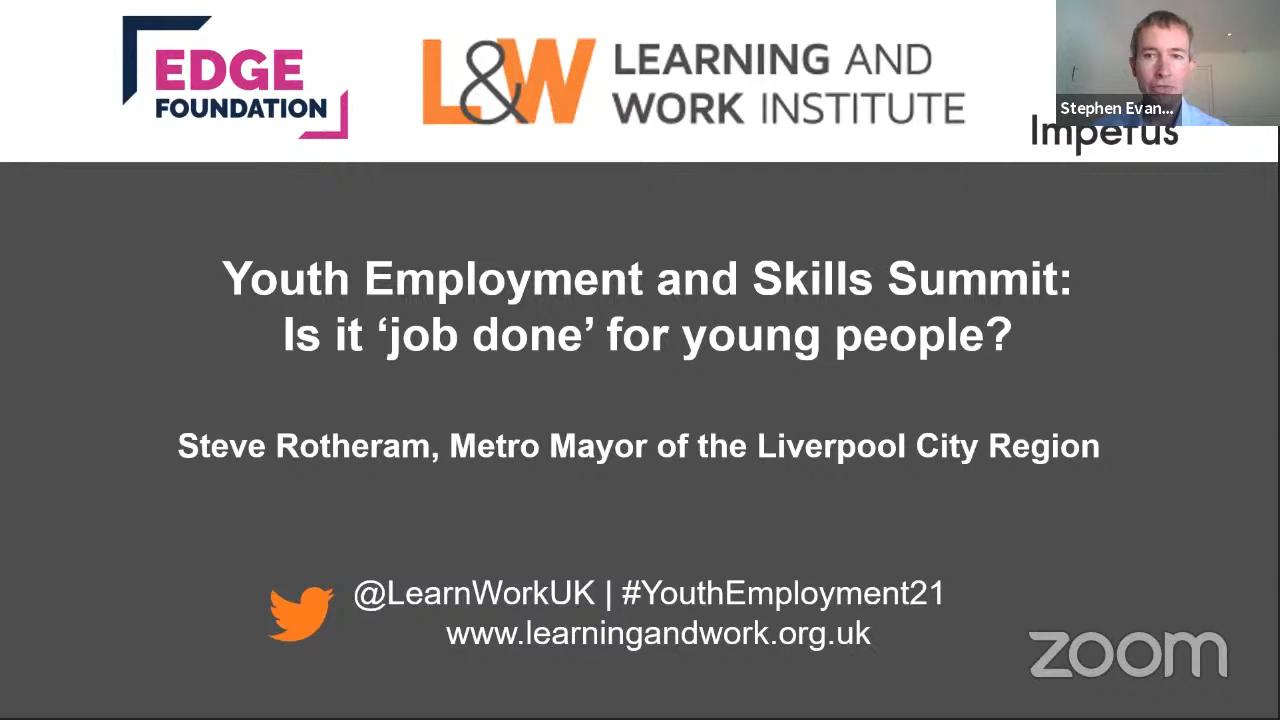 EDGE
FOUNDATION
L&W
LEARNING AND
WORK INSTITUTE
Stephen Evan...
Impetus
Youth Employment and Skills Summit:
Is it ‘job done’ for young people?
Steve Rotheram, Metro Mayor of the Liverpool City Region
@LearnWorkUK | #YouthEmployment21
www.learningandwork.org.uk
zoom